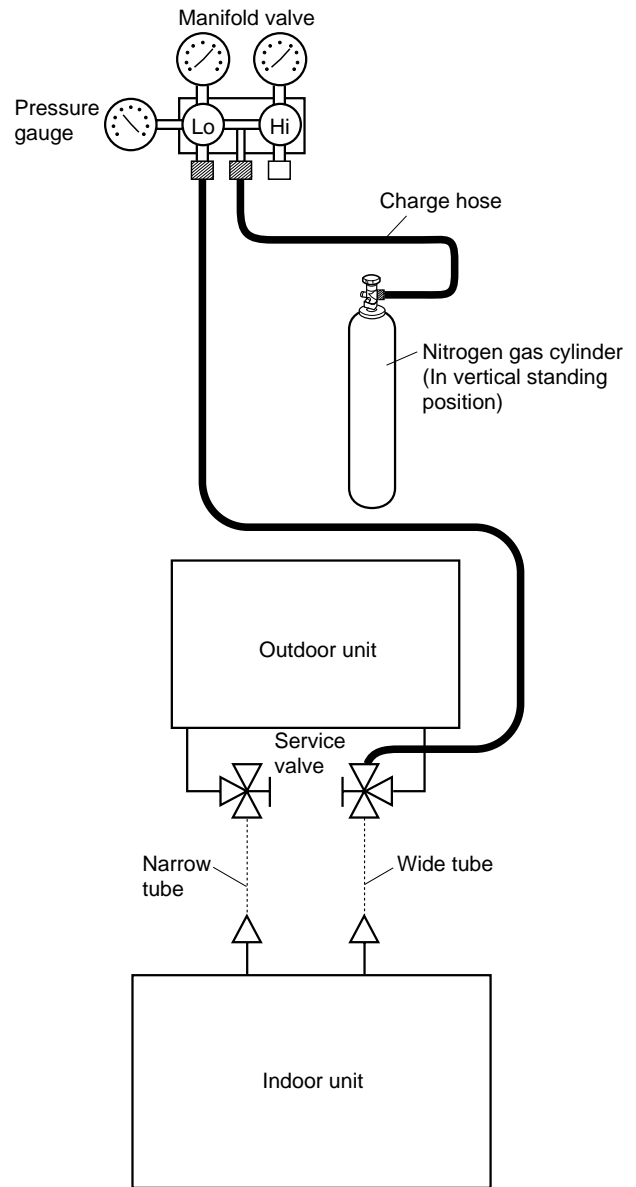 Manifold valve
Pressure
gauge
Lo
Hi
Charge hose
Nitrogen gas cylinder
(In vertical standing
position)
Outdoor unit
Service
valve
Narrow
tube
Wide tube
Indoor unit